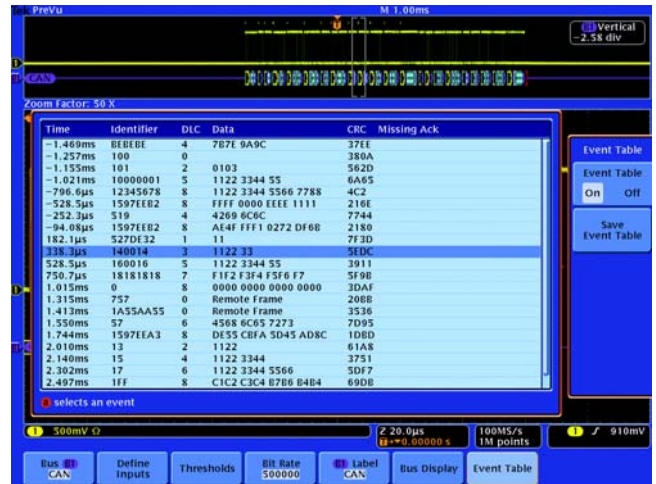 Tek PreVu M 1.00ms
B1 Vertical
-2.58 div
CAN
Zoom Factor: 50 X
Time Identifier DLC Data CRC Missing Ack
-1.469ms BEBEBE 4 7B7E 9A9C 37EE
-1.257ms 100 0 380A
-1.155ms 101 2 0103 562D
-1.021ms 10000001 5 1122 3344 55 6A65
-796.6µs 12345678 8 1122 3344 5566 7788 4C2
-528.5µs 1597EEB2 8 FFFF 0000 EEEE 1111 216E
-252.3µs 519 4 4269 6C6C 7744
-94.08µs 1597EEB2 8 AE4F FFF1 0272 DF6B 2180
182.1µs 527DE32 1 11 7F3D
338.3µs 140014 3 1122 33 5EDC
528.5µs 160016 5 1122 3344 55 3911
750.7µs 18181818 7 F1F2 F3F4 F5F6 F7 5F9B
1.015ms 0 8 0000 0000 0000 0000 3DAF
1.315ms 757 0 Remote Frame 20BB
1.413ms 1A55AA55 0 Remote Frame 3536
1.550ms 57 6 4568 6C65 7273 7D95
1.744ms 1597EEA3 8 DE55 CBFA 5D45 AD8C 1DBD
2.010ms 13 2 1122 61A8
2.140ms 15 4 1122 3344 3751
2.302ms 17 6 1122 3344 5566 5DF7
2.497ms 1FF 8 C1C2 C3C4 B7B6 B4B4 69DB
a selects an event
Event Table
Event Table
On Off
Save
Event Table
1 500mV Ω Z 20.0µs 100MS/s 1 910mV
0.00000 s 1M points
Bus B1
CAN
Define
Inputs
Thresholds
Bit Rate
500000
B1 Label
CAN
Bus Display
Event Table